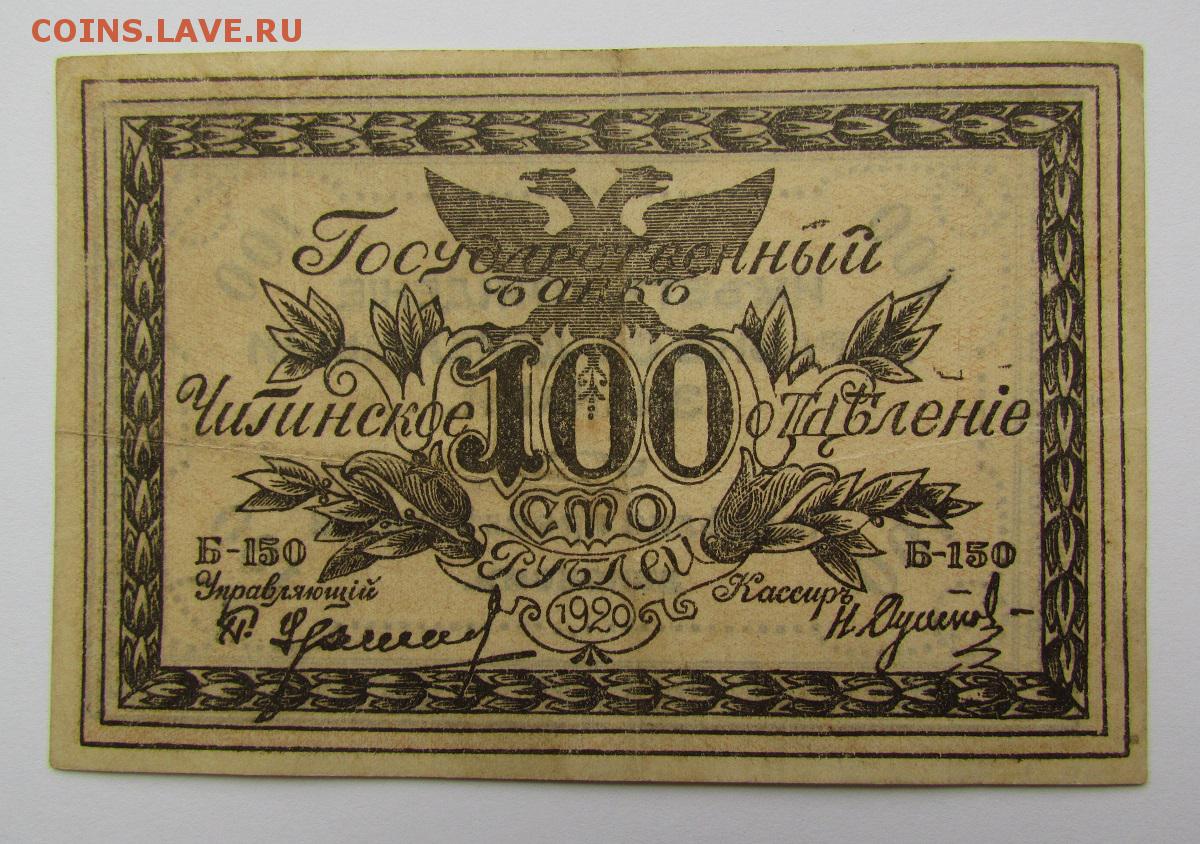 COINS.LAVE.RU
Государственный
Банкъ
Читинское 100 отдѣленіе
сто
рублей
Б-150 Б-150
Управляющій Кассиръ
1920